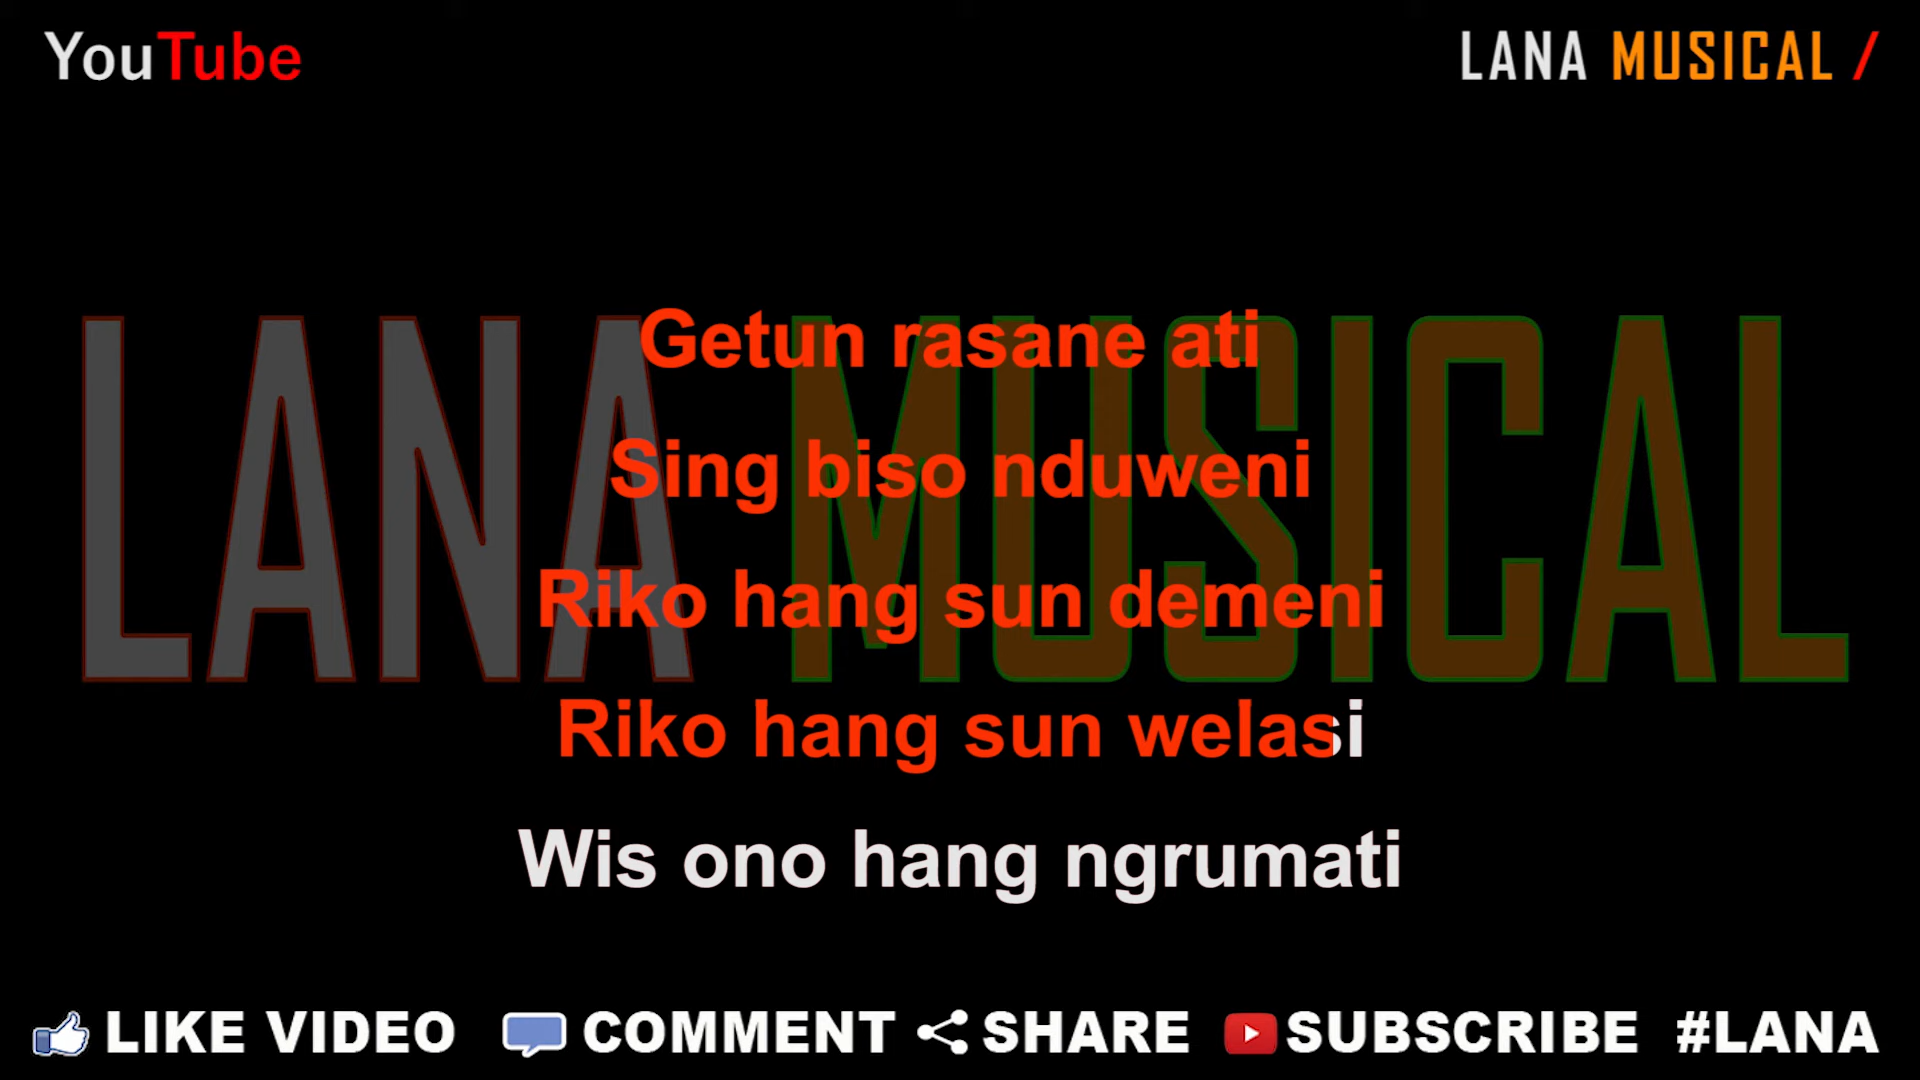 YouTube
LANA MUSICAL /
LANA MUSICAL
Getun rasane ati
Sing biso nduweni
Riko hang sun demeni
Riko hang sun welasi
Wis ono hang ngrumati
LIKE VIDEO COMMENT SHARE SUBSCRIBE #LANA